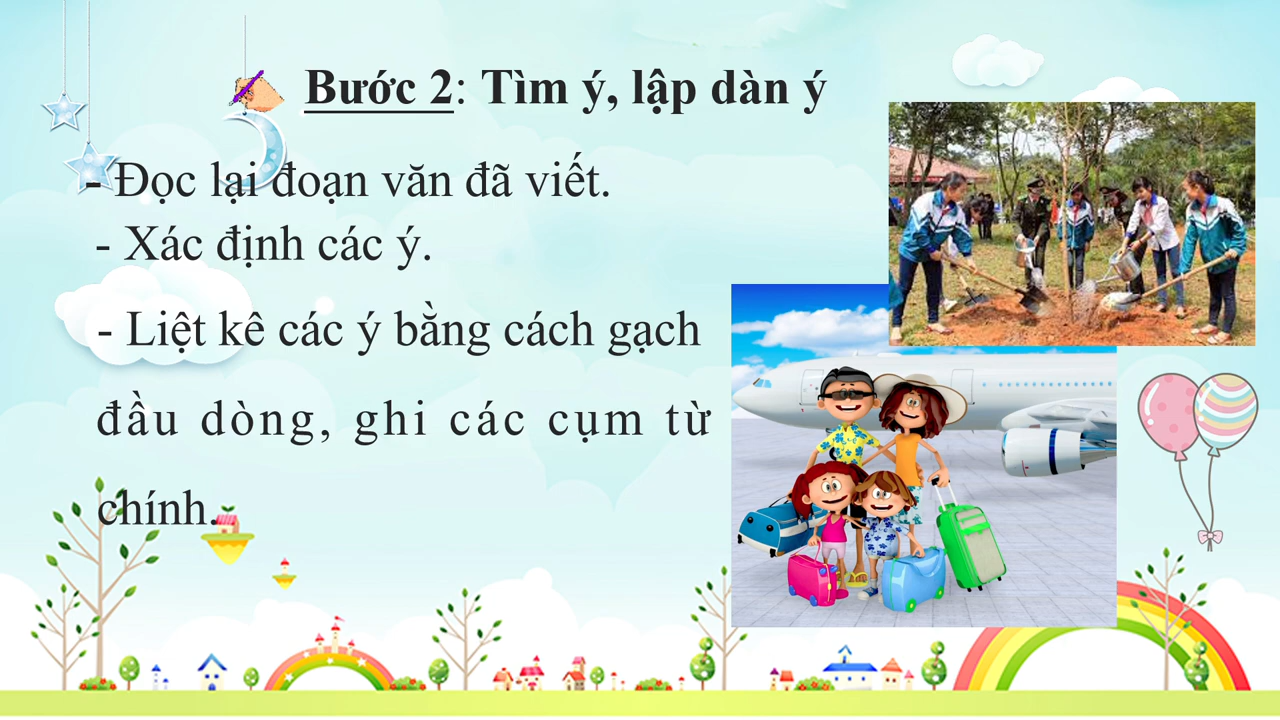 Bước 2: Tìm ý, lập dàn ý
- Đọc lại đoạn văn đã viết.
- Xác định các ý.
- Liệt kê các ý bằng cách gạch
đầu dòng, ghi các cụm từ
chính.